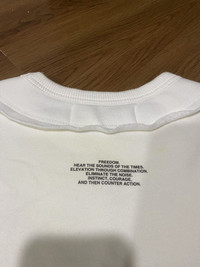 FREEDOM.
HEAR THE SOUNDS OF THE TIMES.
ELEVATION THROUGH COMBINATION.
ELIMINATE THE NOISE.
INSTINCT, COURAGE,
AND THEN COUNTER ACTION.